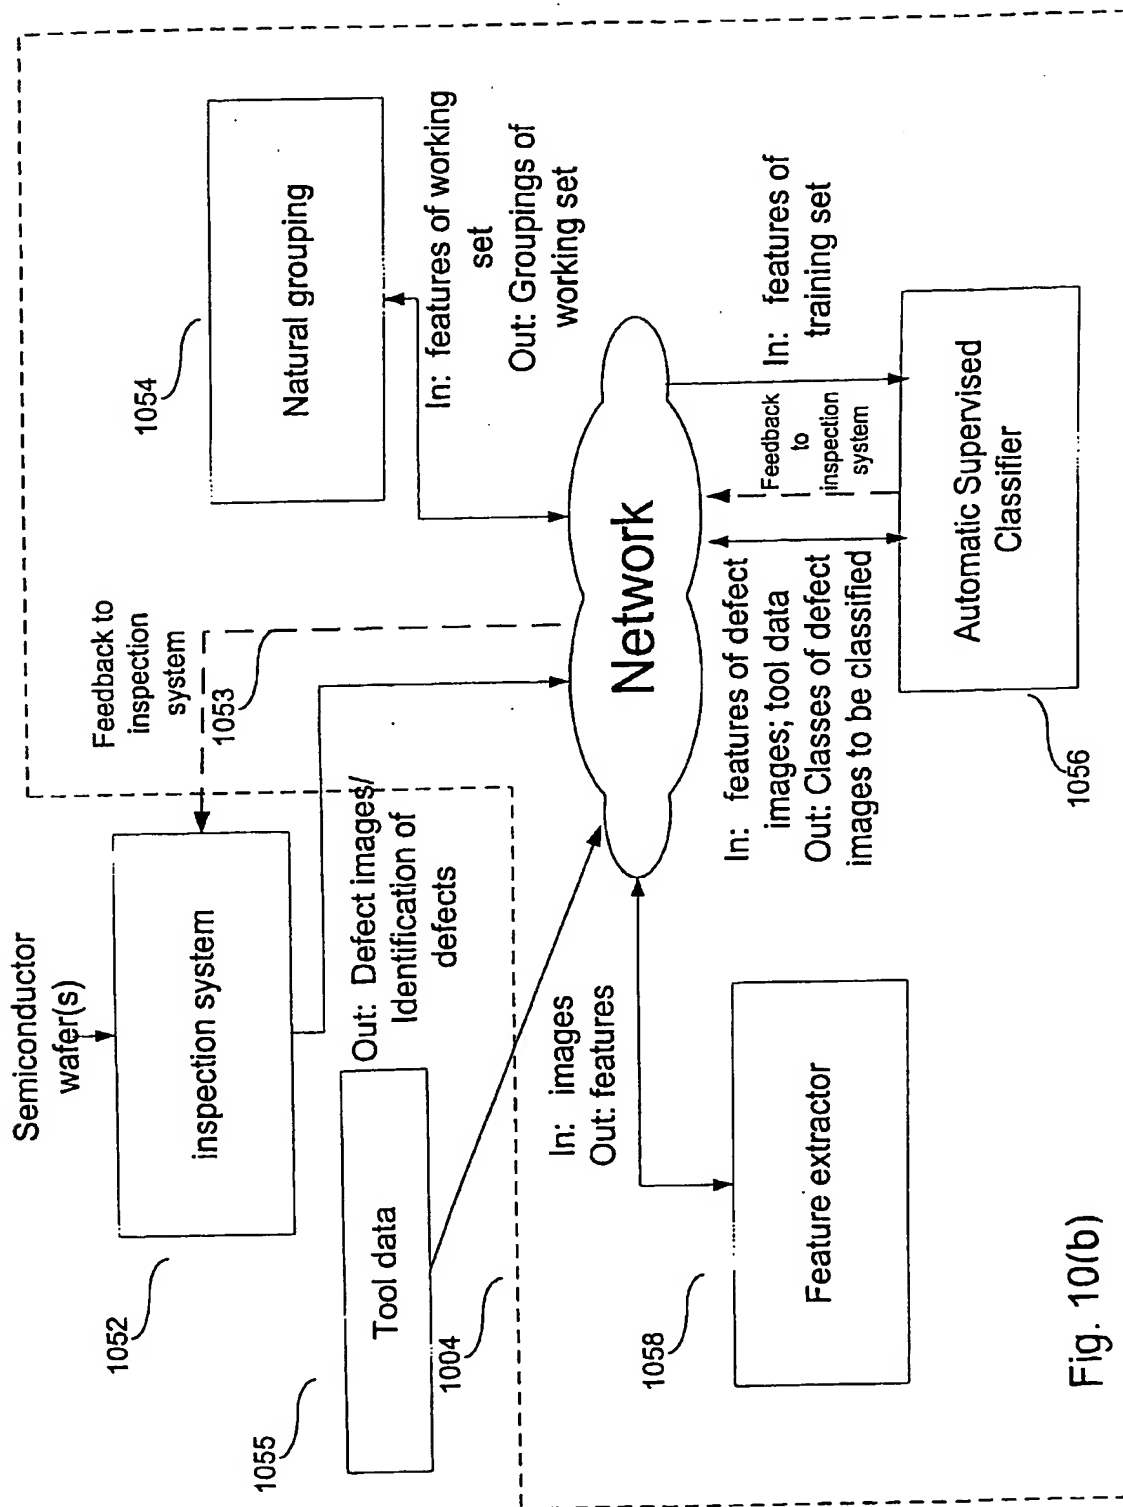 Semiconductor
wafer(s)
1052
inspection system
Feedback to
inspection
system
1053
1054
Natural grouping
In: features of working
set
Out: Groupings of
working set
1055
Tool data
Out: Defect images/
Identification of
defects
1004
In: images
Out: features
Network
1058
Feature extractor
In: features of defect
images; tool data
Out: Classes of defect
images to be classified
Feedback
to
inspection
system
In: features of
training set
1056
Automatic Supervised
Classifier
Fig. 10(b)